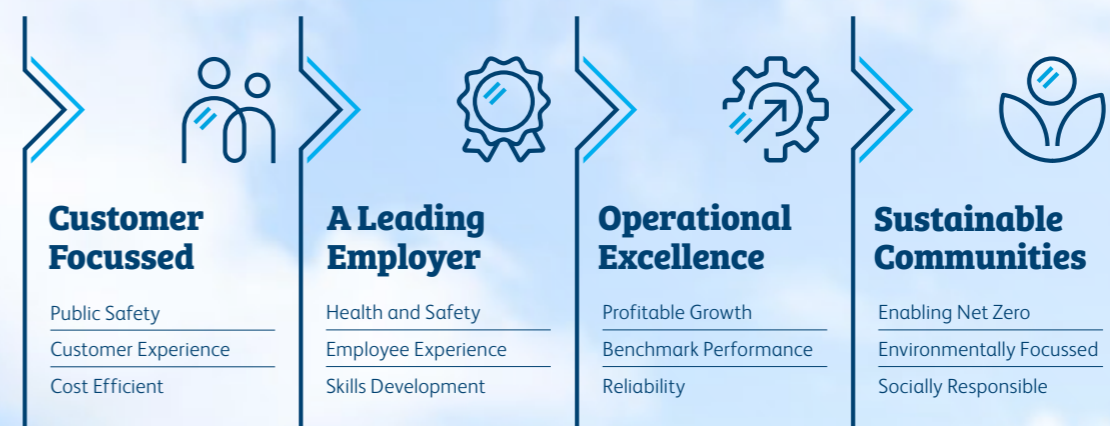 Customer
Focussed
Public Safety
Customer Experience
Cost Efficient
A Leading
Employer
Health and Safety
Employee Experience
Skills Development
Operational
Excellence
Profitable Growth
Benchmark Performance
Reliability
Sustainable
Communities
Enabling Net Zero
Environmentally Focussed
Socially Responsible